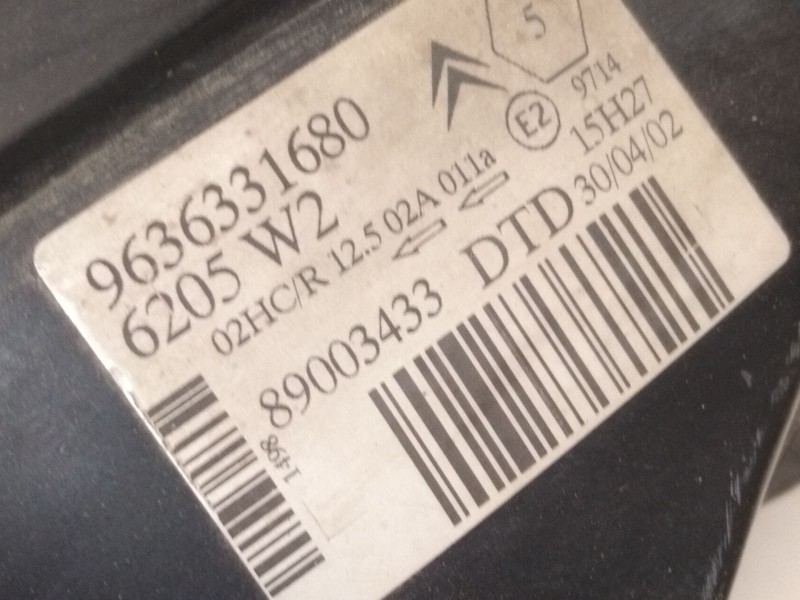 5
9636331680
E2
9714
6205 W2
15H27
02HC/R 12.5 02A 011a
30/04/02
89003433 DTD
1498